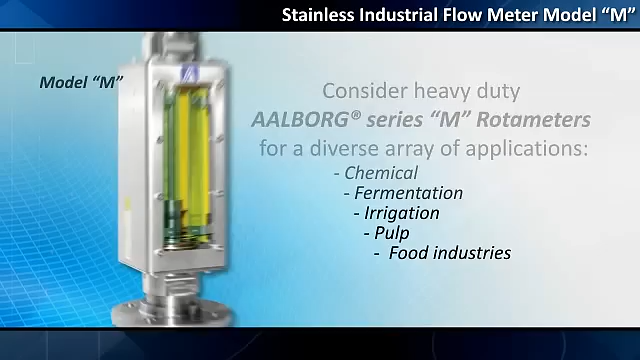 Stainless Industrial Flow Meter Model “M”
Model “M”
Consider heavy duty
AALBORG® series “M” Rotameters
for a diverse array of applications:
- Chemical
- Fermentation
- Irrigation
- Pulp
- Food industries